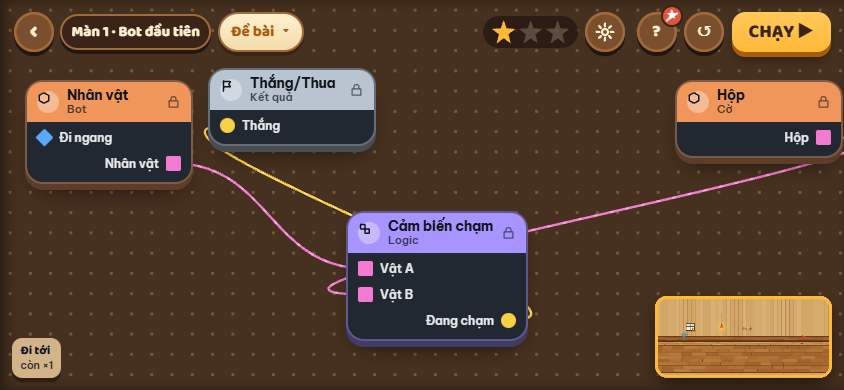 Màn 1 · Bot đầu tiên
Đề bài
?
CHẠY
Nhân vật
Bot
Đi ngang
Nhân vật
Thắng/Thua
Kết quả
Thắng
Hộp
Cờ
Hộp
Cảm biến chạm
Logic
Vật A
Vật B
Đang chạm
Đi tới
còn ×1